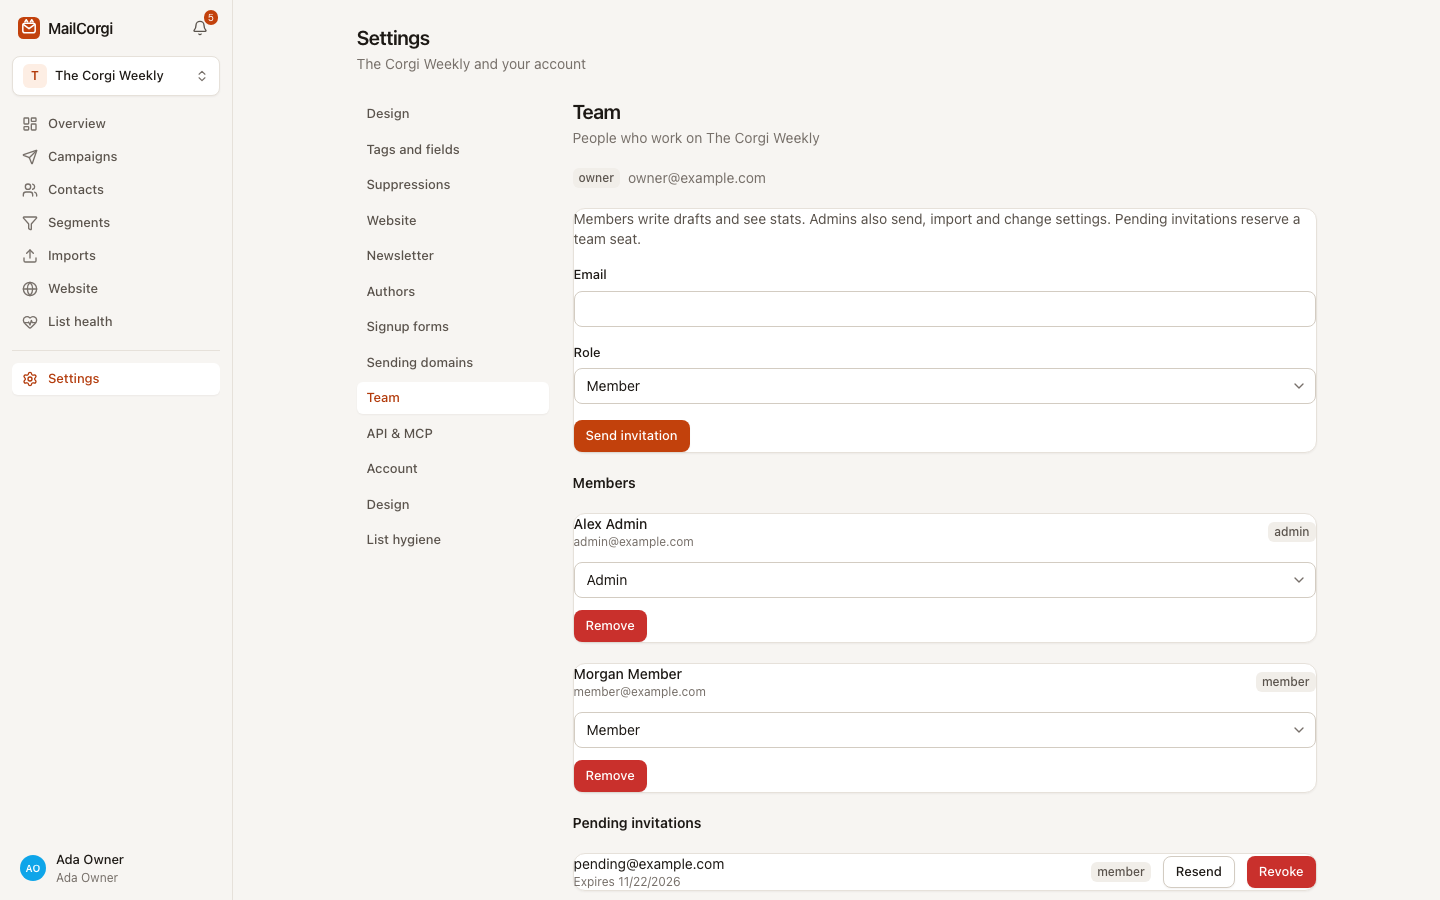 MailCorgi
5
T
The Corgi Weekly
Overview
Campaigns
Contacts
Segments
Imports
Website
List health
Settings
AO
Ada Owner
Ada Owner
Settings
The Corgi Weekly and your account
Design
Tags and fields
Suppressions
Website
Newsletter
Authors
Signup forms
Sending domains
Team
API & MCP
Account
Design
List hygiene
Team
People who work on The Corgi Weekly
owner owner@example.com
Members write drafts and see stats. Admins also send, import and change settings. Pending invitations reserve a
team seat.
Email
Role
Member
Send invitation
Members
Alex Admin
admin@example.com
admin
Admin
Remove
Morgan Member
member@example.com
member
Member
Remove
Pending invitations
pending@example.com
Expires 11/22/2026
member
Resend
Revoke